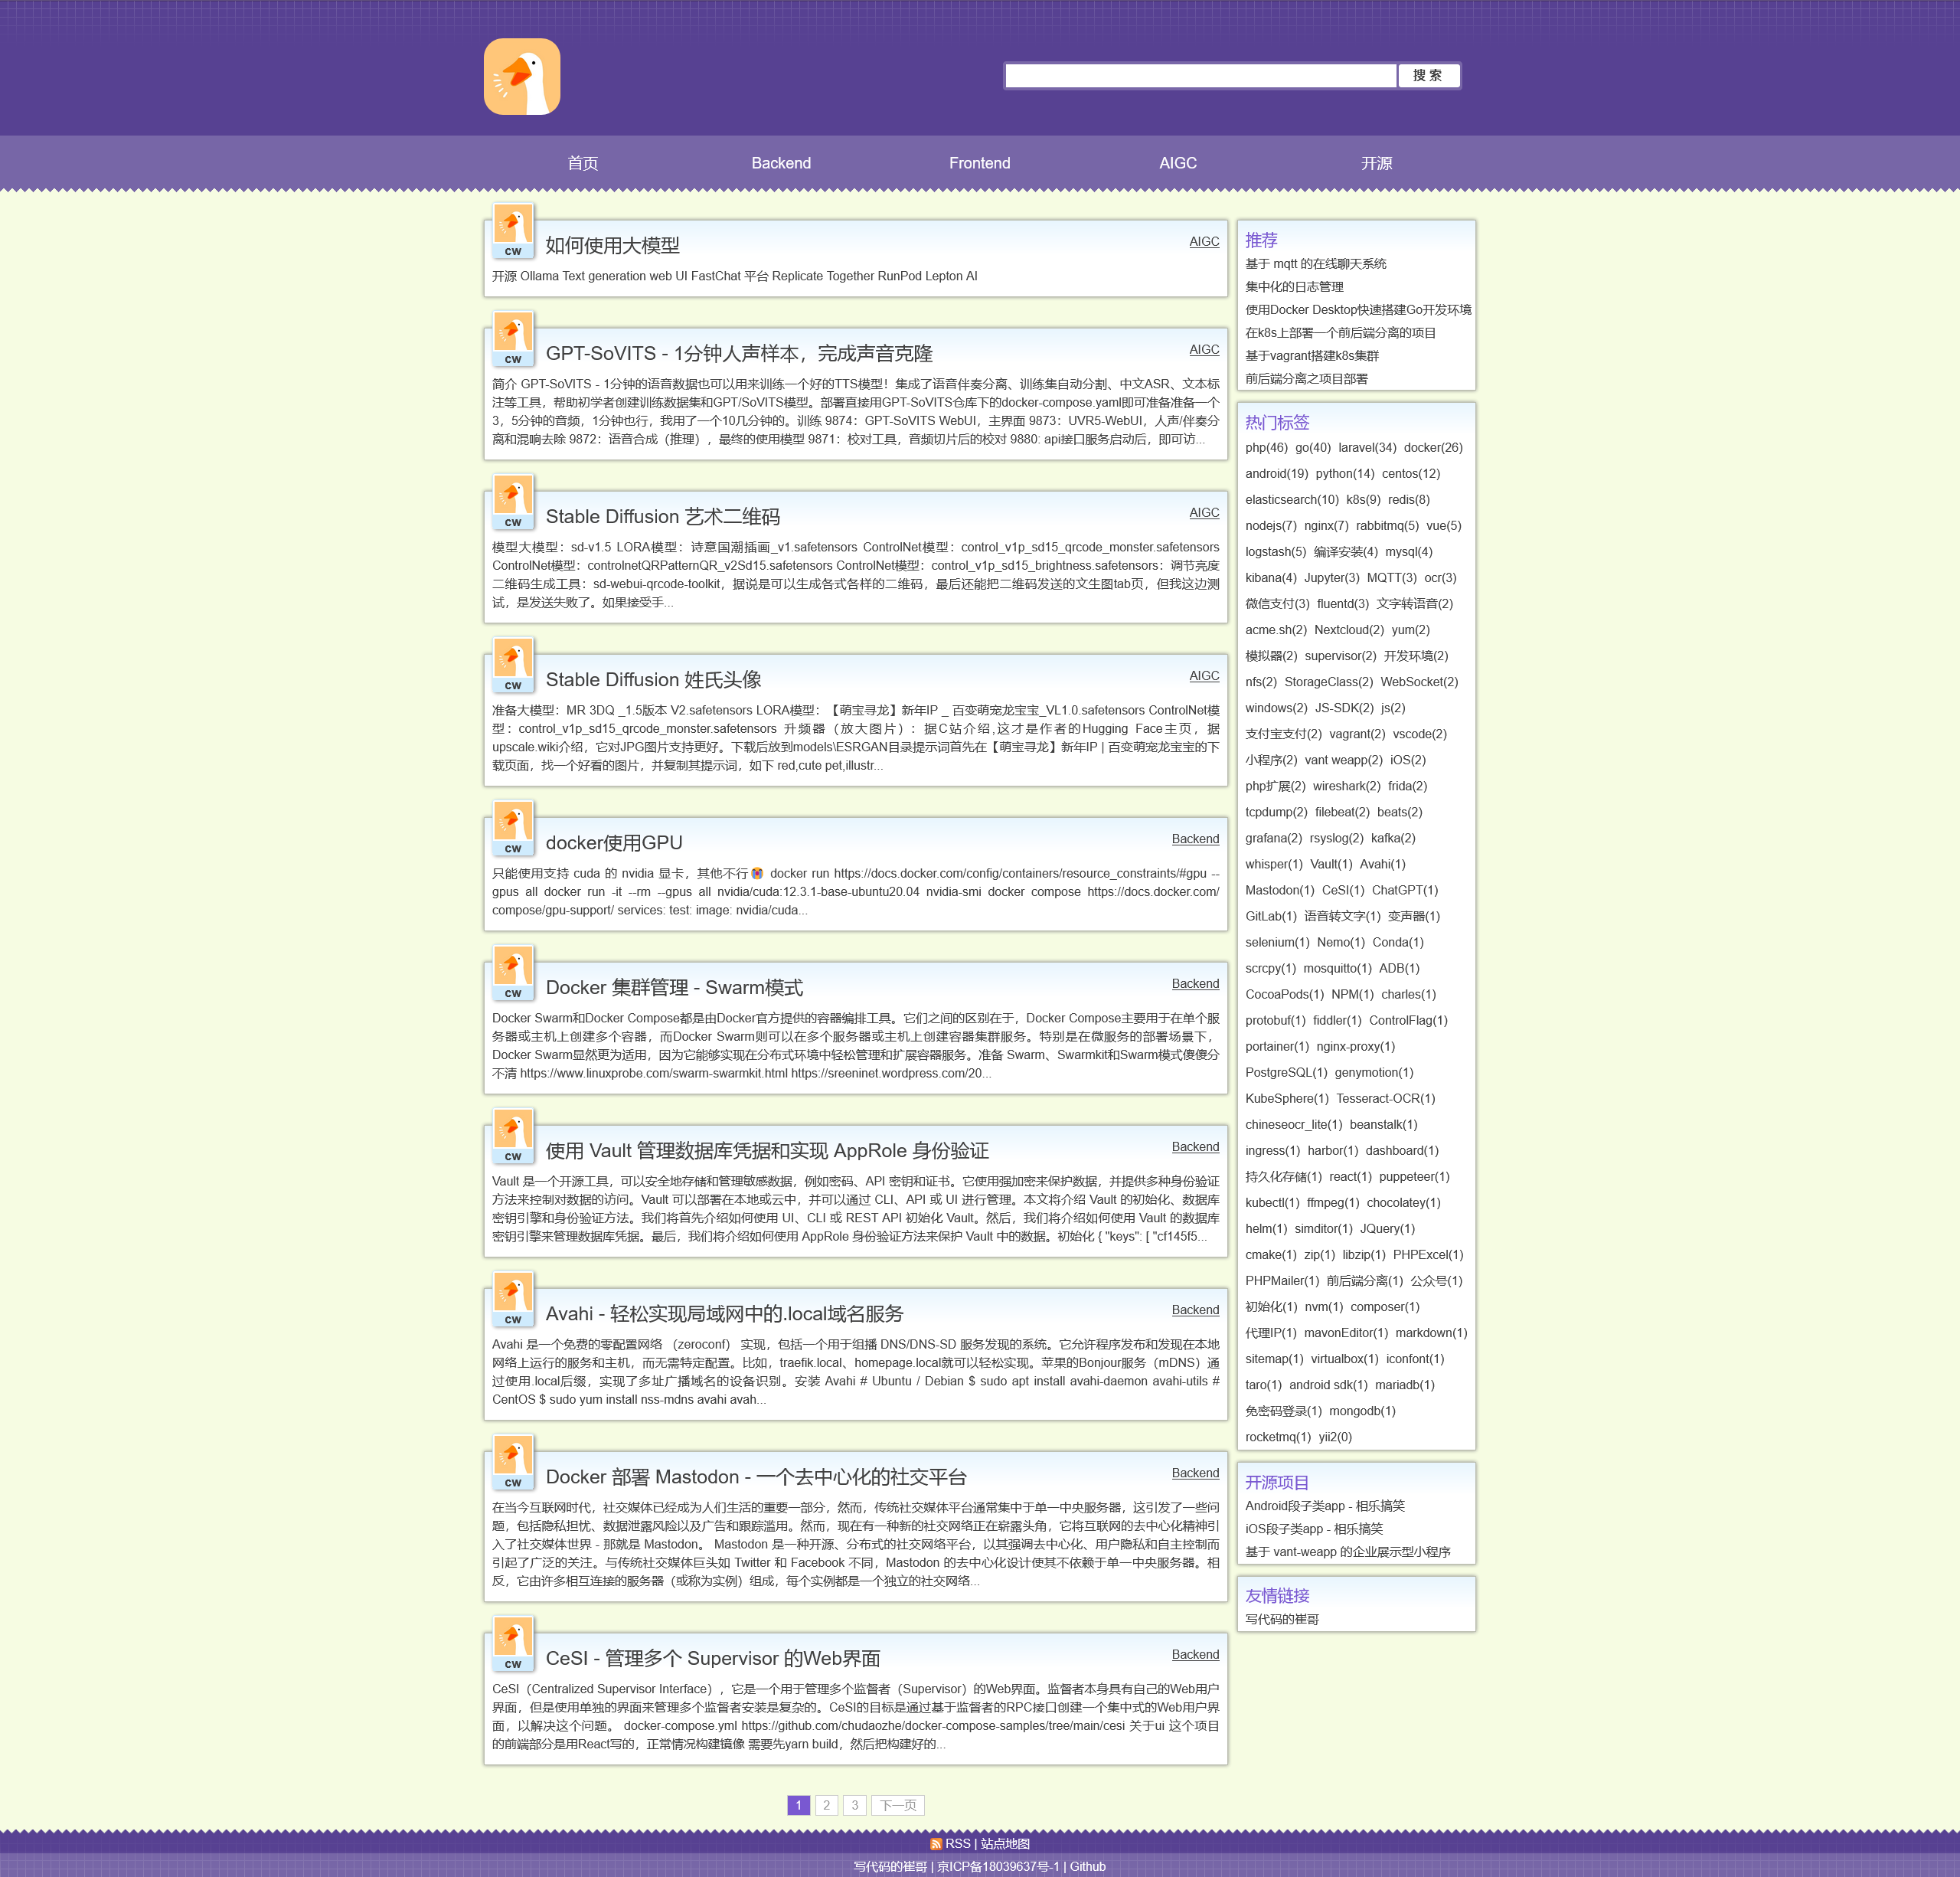 搜 索
首页 Backend Frontend AIGC 开源
cw
如何使用大模型
AIGC
开源 Ollama Text generation web UI FastChat 平台 Replicate Together RunPod Lepton AI
cw
GPT-SoVITS - 1分钟人声样本，完成声音克隆
AIGC
简介 GPT-SoVITS - 1分钟的语音数据也可以用来训练一个好的TTS模型！集成了语音伴奏分离、训练集自动分割、中文ASR、文本标
注等工具，帮助初学者创建训练数据集和GPT/SoVITS模型。部署直接用GPT-SoVITS仓库下的docker-compose.yaml即可准备准备一个
3，5分钟的音频，1分钟也行，我用了一个10几分钟的。训练 9874：GPT-SoVITS WebUI，主界面 9873：UVR5-WebUI，人声/伴奏分
离和混响去除 9872：语音合成（推理），最终的使用模型 9871：校对工具，音频切片后的校对 9880: api接口服务启动后，即可访...
cw
Stable Diffusion 艺术二维码
AIGC
模型大模型：sd-v1.5 LORA模型：诗意国潮插画_v1.safetensors ControlNet模型：control_v1p_sd15_qrcode_monster.safetensors
ControlNet模型：controlnetQRPatternQR_v2Sd15.safetensors ControlNet模型：control_v1p_sd15_brightness.safetensors：调节亮度
二维码生成工具：sd-webui-qrcode-toolkit，据说是可以生成各式各样的二维码，最后还能把二维码发送的文生图tab页，但我这边测
试，是发送失败了。如果接受手...
cw
Stable Diffusion 姓氏头像
AIGC
准备大模型：MR 3DQ _1.5版本 V2.safetensors LORA模型：【萌宝寻龙】新年IP _ 百变萌宠龙宝宝_VL1.0.safetensors ControlNet模
型：control_v1p_sd15_qrcode_monster.safetensors 升频器（放大图片）：据C站介绍,这才是作者的Hugging Face主页，据
upscale.wiki介绍，它对JPG图片支持更好。下载后放到models\ESRGAN目录提示词首先在【萌宝寻龙】新年IP | 百变萌宠龙宝宝的下
载页面，找一个好看的图片，并复制其提示词，如下 red,cute pet,illustr...
cw
docker使用GPU
Backend
只能使用支持 cuda 的 nvidia 显卡，其他不行 docker run https://docs.docker.com/config/containers/resource_constraints/#gpu --
gpus all docker run -it --rm --gpus all nvidia/cuda:12.3.1-base-ubuntu20.04 nvidia-smi docker compose https://docs.docker.com/
compose/gpu-support/ services: test: image: nvidia/cuda...
cw
Docker 集群管理 - Swarm模式
Backend
Docker Swarm和Docker Compose都是由Docker官方提供的容器编排工具。它们之间的区别在于，Docker Compose主要用于在单个服
务器或主机上创建多个容器，而Docker Swarm则可以在多个服务器或主机上创建容器集群服务。特别是在微服务的部署场景下，
Docker Swarm显然更为适用，因为它能够实现在分布式环境中轻松管理和扩展容器服务。准备 Swarm、Swarmkit和Swarm模式傻傻分
不清 https://www.linuxprobe.com/swarm-swarmkit.html https://sreeninet.wordpress.com/20...
cw
使用 Vault 管理数据库凭据和实现 AppRole 身份验证
Backend
Vault 是一个开源工具，可以安全地存储和管理敏感数据，例如密码、API 密钥和证书。它使用强加密来保护数据，并提供多种身份验证
方法来控制对数据的访问。Vault 可以部署在本地或云中，并可以通过 CLI、API 或 UI 进行管理。本文将介绍 Vault 的初始化、数据库
密钥引擎和身份验证方法。我们将首先介绍如何使用 UI、CLI 或 REST API 初始化 Vault。然后，我们将介绍如何使用 Vault 的数据库
密钥引擎来管理数据库凭据。最后，我们将介绍如何使用 AppRole 身份验证方法来保护 Vault 中的数据。初始化 { "keys": [ "cf145f5...
cw
Avahi - 轻松实现局域网中的.local域名服务
Backend
Avahi 是一个免费的零配置网络 （zeroconf） 实现，包括一个用于组播 DNS/DNS-SD 服务发现的系统。它允许程序发布和发现在本地
网络上运行的服务和主机，而无需特定配置。比如，traefik.local、homepage.local就可以轻松实现。苹果的Bonjour服务（mDNS）通
过使用.local后缀，实现了多址广播域名的设备识别。安装 Avahi # Ubuntu / Debian $ sudo apt install avahi-daemon avahi-utils #
CentOS $ sudo yum install nss-mdns avahi avah...
cw
Docker 部署 Mastodon - 一个去中心化的社交平台
Backend
在当今互联网时代，社交媒体已经成为人们生活的重要一部分，然而，传统社交媒体平台通常集中于单一中央服务器，这引发了一些问
题，包括隐私担忧、数据泄露风险以及广告和跟踪滥用。然而，现在有一种新的社交网络正在崭露头角，它将互联网的去中心化精神引
入了社交媒体世界 - 那就是 Mastodon。 Mastodon 是一种开源、分布式的社交网络平台，以其强调去中心化、用户隐私和自主控制而
引起了广泛的关注。与传统社交媒体巨头如 Twitter 和 Facebook 不同，Mastodon 的去中心化设计使其不依赖于单一中央服务器。相
反，它由许多相互连接的服务器（或称为实例）组成，每个实例都是一个独立的社交网络...
cw
CeSI - 管理多个 Supervisor 的Web界面
Backend
CeSI（Centralized Supervisor Interface），它是一个用于管理多个监督者（Supervisor）的Web界面。监督者本身具有自己的Web用户
界面，但是使用单独的界面来管理多个监督者安装是复杂的。CeSI的目标是通过基于监督者的RPC接口创建一个集中式的Web用户界
面，以解决这个问题。 docker-compose.yml https://github.com/chudaozhe/docker-compose-samples/tree/main/cesi 关于ui 这个项目
的前端部分是用React写的，正常情况构建镜像 需要先yarn build，然后把构建好的...
1 2 3 下一页
推荐
基于 mqtt 的在线聊天系统
集中化的日志管理
使用Docker Desktop快速搭建Go开发环境
在k8s上部署一个前后端分离的项目
基于vagrant搭建k8s集群
前后端分离之项目部署
热门标签
php(46) go(40) laravel(34) docker(26)
android(19) python(14) centos(12)
elasticsearch(10) k8s(9) redis(8)
nodejs(7) nginx(7) rabbitmq(5) vue(5)
logstash(5) 编译安装(4) mysql(4)
kibana(4) Jupyter(3) MQTT(3) ocr(3)
微信支付(3) fluentd(3) 文字转语音(2)
acme.sh(2) Nextcloud(2) yum(2)
模拟器(2) supervisor(2) 开发环境(2)
nfs(2) StorageClass(2) WebSocket(2)
windows(2) JS-SDK(2) js(2)
支付宝支付(2) vagrant(2) vscode(2)
小程序(2) vant weapp(2) iOS(2)
php扩展(2) wireshark(2) frida(2)
tcpdump(2) filebeat(2) beats(2)
grafana(2) rsyslog(2) kafka(2)
whisper(1) Vault(1) Avahi(1)
Mastodon(1) CeSI(1) ChatGPT(1)
GitLab(1) 语音转文字(1) 变声器(1)
selenium(1) Nemo(1) Conda(1)
scrcpy(1) mosquitto(1) ADB(1)
CocoaPods(1) NPM(1) charles(1)
protobuf(1) fiddler(1) ControlFlag(1)
portainer(1) nginx-proxy(1)
PostgreSQL(1) genymotion(1)
KubeSphere(1) Tesseract-OCR(1)
chineseocr_lite(1) beanstalk(1)
ingress(1) harbor(1) dashboard(1)
持久化存储(1) react(1) puppeteer(1)
kubectl(1) ffmpeg(1) chocolatey(1)
helm(1) simditor(1) JQuery(1)
cmake(1) zip(1) libzip(1) PHPExcel(1)
PHPMailer(1) 前后端分离(1) 公众号(1)
初始化(1) nvm(1) composer(1)
代理IP(1) mavonEditor(1) markdown(1)
sitemap(1) virtualbox(1) iconfont(1)
taro(1) android sdk(1) mariadb(1)
免密码登录(1) mongodb(1)
rocketmq(1) yii2(0)
开源项目
Android段子类app - 相乐搞笑
iOS段子类app - 相乐搞笑
基于 vant-weapp 的企业展示型小程序
友情链接
写代码的崔哥
RSS | 站点地图
写代码的崔哥 | 京ICP备18039637号-1 | Github